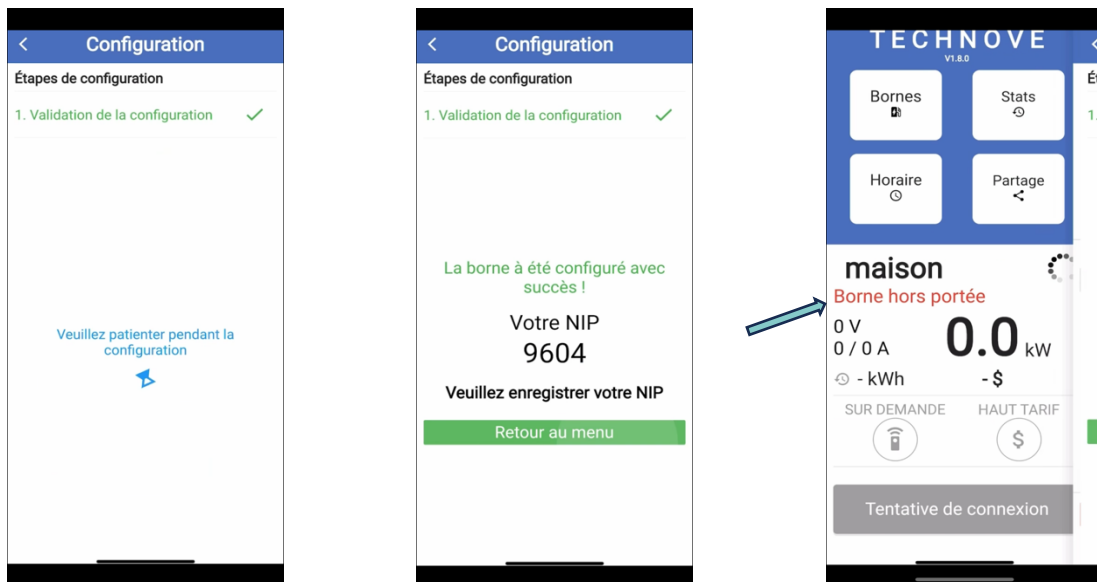 Configuration
Étapes de configuration
1. Validation de la configuration
Veuillez patienter pendant la
configuration
Configuration
Étapes de configuration
1. Validation de la configuration
La borne à été configuré avec
succès !
Votre NIP
9604
Veuillez enregistrer votre NIP
Retour au menu
TECHNOVE
V1.8.0
Bornes
Stats
Horaire
Partage
maison
Borne hors portée
0 V
0 / 0 A
0.0 kW
- kWh
- $
SUR DEMANDE
HAUT TARIF
$
Tentative de connexion
Ét
1.